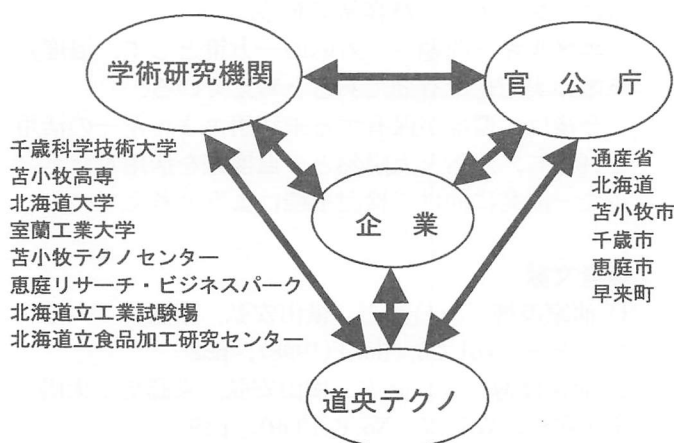 学術研究機関
官 公 庁
千歳科学技術大学
苫小牧高専
北海道大学
室蘭工業大学
苫小牧テクノセンター
恵庭リサーチ・ビジネスパーク
北海道立工業試験場
北海道立食品加工研究センター
企 業
通産省
北海道
苫小牧市
千歳市
恵庭市
早来町
道央テクノ